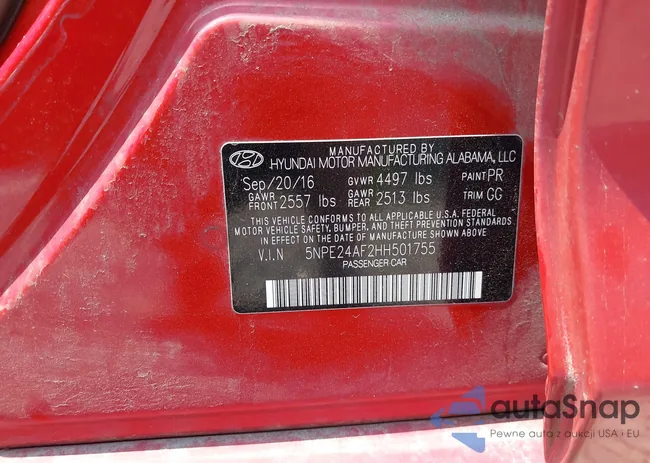 MANUFACTURED BY
HYUNDAI MOTOR MANUFACTURING ALABAMA, LLC
Sep/20/16 GVWR 4497 lbs PAINT PR
GAWR FRONT 2557 lbs GAWR REAR 2513 lbs TRIM GG
THIS VEHICLE CONFORMS TO ALL APPLICABLE U.S.A. FEDERAL
MOTOR VEHICLE SAFETY, BUMPER, AND THEFT PREVENTION STANDARDS
IN EFFECT ON THE DATE OF MANUFACTURE SHOWN ABOVE.
V.I.N 5NPE24AF2HH501755
PASSENGER CAR
autaSnap
Pewne auta z aukcji USA i EU